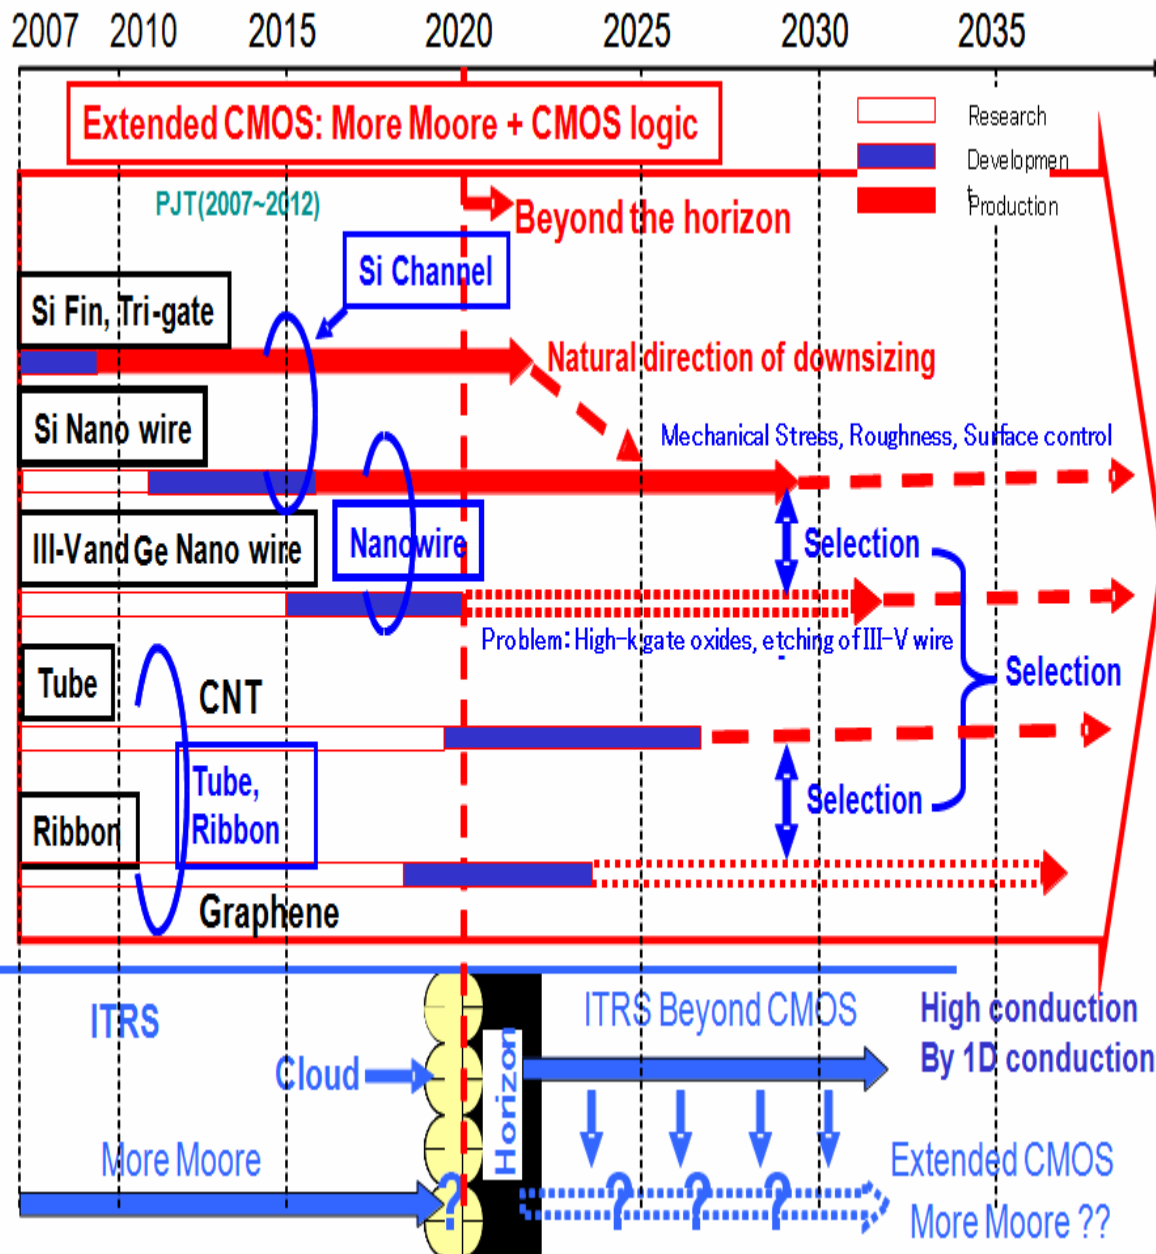 2007 2010 2015 2020 2025 2030 2035
Extended CMOS: More Moore + CMOS logic
Research
Developmen
t
Production
PJT(2007~2012)
Beyond the horizon
Si Channel
Si Fin, Tri-gate
Natural direction of downsizing
Si Nano wire
Mechanical Stress, Roughness, Surface control
III-V and Ge Nano wire
Nanowire
Selection
Problem: High-k gate oxides, etching of III-V wire
Selection
Tube
CNT
Tube,
Ribbon
Selection
Ribbon
Graphene
ITRS
ITRS Beyond CMOS
High conduction
By 1D conduction
Cloud
Horizon
More Moore
Extended CMOS
? ? ? ?
More Moore ??